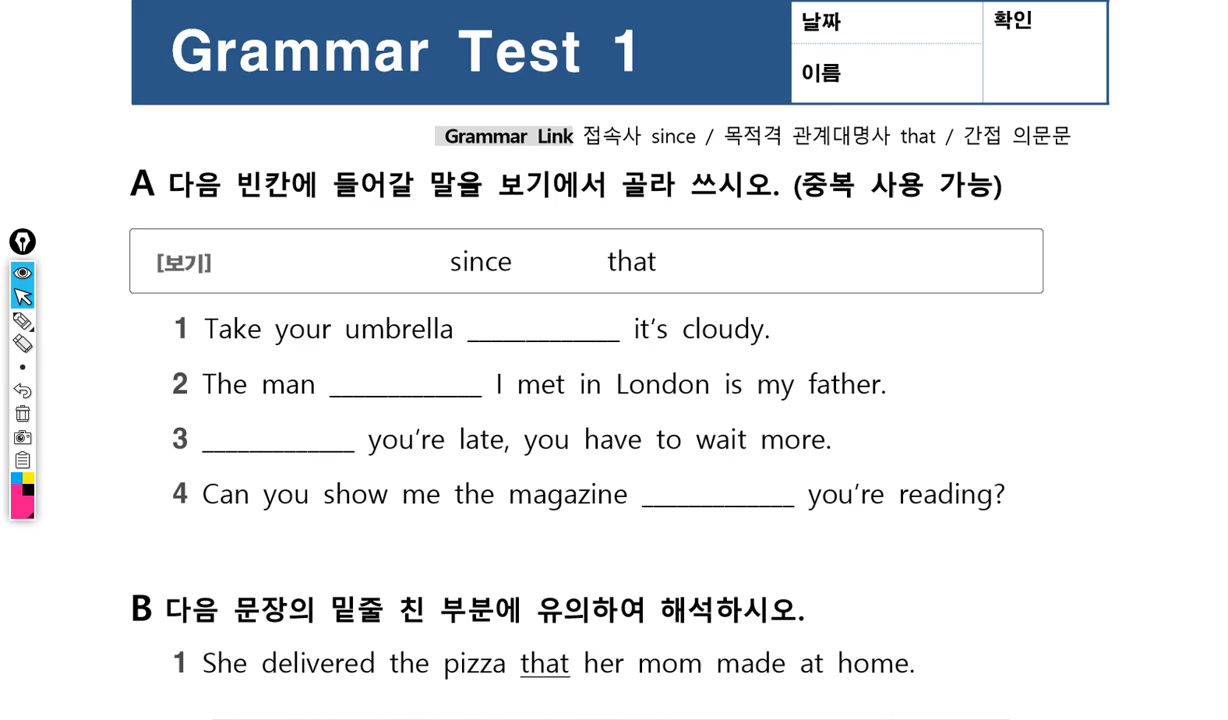 Grammar Test 1
날짜
확인
이름
Grammar Link 접속사 since / 목적격 관계대명사 that / 간접 의문문
A 다음 빈칸에 들어갈 말을 보기에서 골라 쓰시오. (중복 사용 가능)
[보기] since that
1 Take your umbrella _____________ it's cloudy.
2 The man _____________ I met in London is my father.
3 _____________ you're late, you have to wait more.
4 Can you show me the magazine _____________ you're reading?
B 다음 문장의 밑줄 친 부분에 유의하여 해석하시오.
1 She delivered the pizza that her mom made at home.